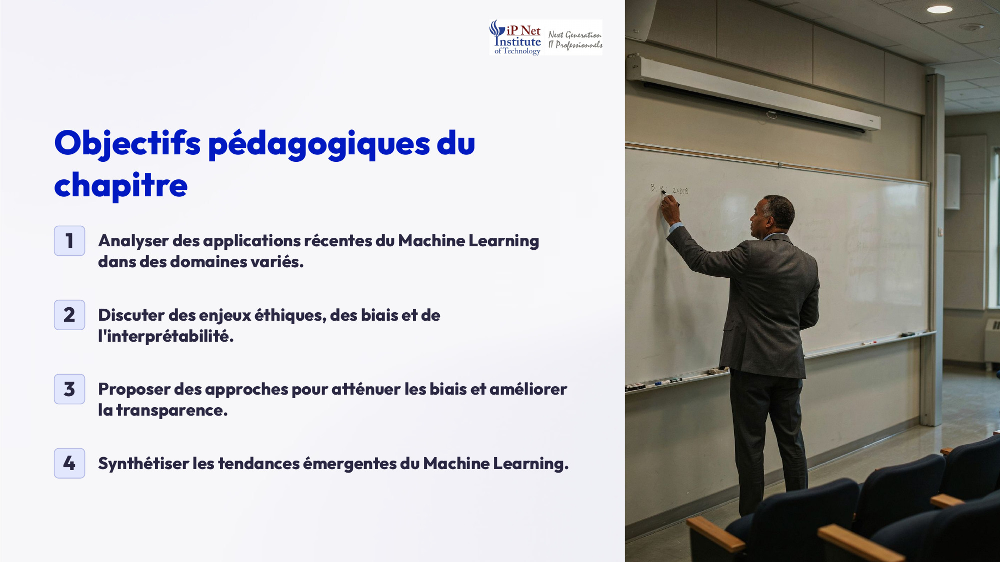 iP Net
Institute
of Technology
Next Generation
IT Professionnels
Objectifs pédagogiques du
chapitre
1
Analyser des applications récentes du Machine Learning
dans des domaines variés.
2
Discuter des enjeux éthiques, des biais et de
l'interprétabilité.
3
Proposer des approches pour atténuer les biais et améliorer
la transparence.
4
Synthétiser les tendances émergentes du Machine Learning.